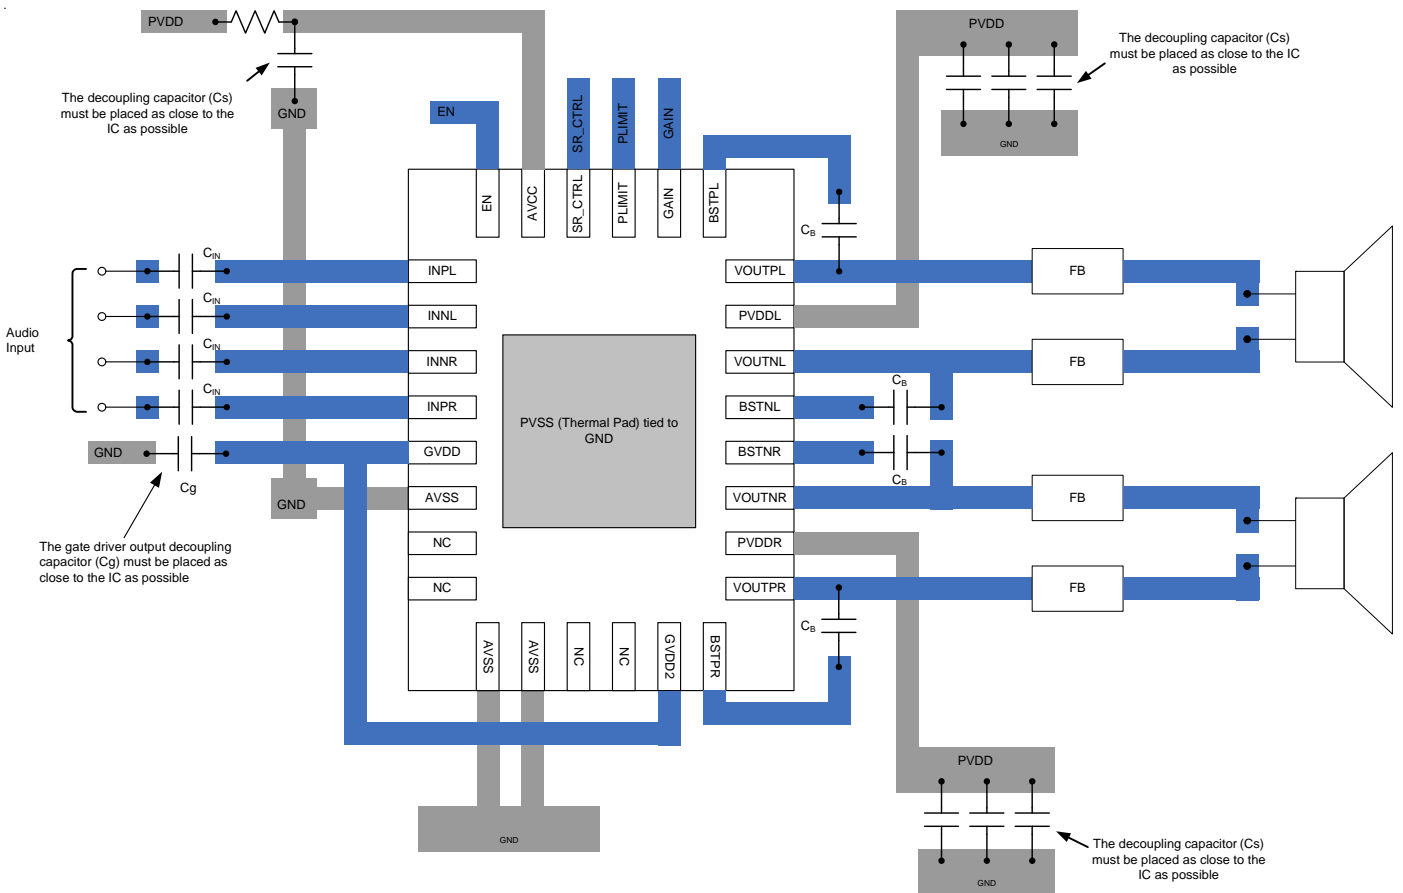 PVDD
The decoupling capacitor (Cs)
must be placed as close to the
IC as possible
GND
PVDD
The decoupling capacitor (Cs)
must be placed as close to the IC
as possible
GND
EN
SR_CTRL
PLIMIT
GAIN
EN
AVCC
SR_CTRL
PLIMIT
GAIN
BSTPL
CB
Audio
Input
CIN
CIN
CIN
CIN
INPL
INNL
INNR
INPR
GVDD
AVSS
NC
NC
GND
Cg
GND
The gate driver output decoupling
capacitor (Cg) must be placed as
close to the IC as possible
PVSS (Thermal Pad) tied to
GND
VOUTPL
PVDDL
VOUTNL
BSTNL
BSTNR
VOUTNR
PVDDR
VOUTPR
FB
FB
CB
CB
FB
FB
CB
AVSS
AVSS
NC
NC
GVDD2
BSTPR
GND
PVDD
The decoupling capacitor (Cs)
must be placed as close to the
IC as possible
GND